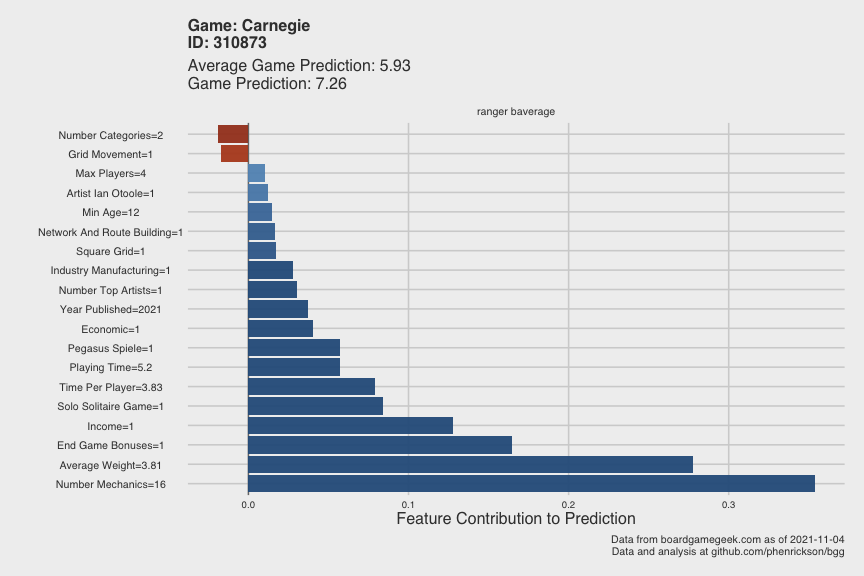 Game: Carnegie
ID: 310873
Average Game Prediction: 5.93
Game Prediction: 7.26
ranger baverage
Number Categories=2
Grid Movement=1
Max Players=4
Artist Ian Otoole=1
Min Age=12
Network And Route Building=1
Square Grid=1
Industry Manufacturing=1
Number Top Artists=1
Year Published=2021
Economic=1
Pegasus Spiele=1
Playing Time=5.2
Time Per Player=3.83
Solo Solitaire Game=1
Income=1
End Game Bonuses=1
Average Weight=3.81
Number Mechanics=16
0.0 0.1 0.2 0.3
Feature Contribution to Prediction
Data from boardgamegeek.com as of 2021-11-04
Data and analysis at github.com/phenrickson/bgg